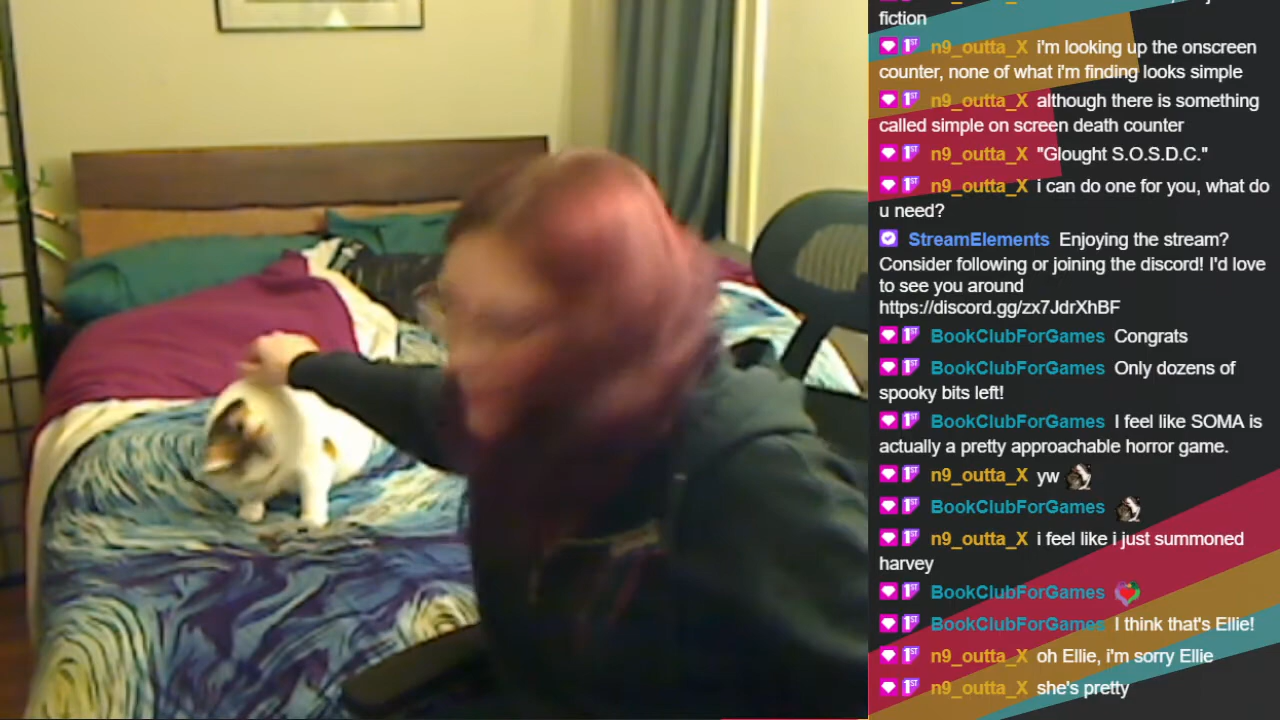 fiction
n9_outta_X i'm looking up the onscreen
counter, none of what i'm finding looks simple
n9_outta_X although there is something
called simple on screen death counter
n9_outta_X "Glought S.O.S.D.C."
n9_outta_X i can do one for you, what do
u need?
StreamElements Enjoying the stream?
Consider following or joining the discord! I'd love
to see you around
https://discord.gg/zx7JdrXhBF
BookClubForGames Congrats
BookClubForGames Only dozens of
spooky bits left!
BookClubForGames I feel like SOMA is
actually a pretty approachable horror game.
n9_outta_X yw
BookClubForGames
n9_outta_X i feel like i just summoned
harvey
BookClubForGames
BookClubForGames I think that's Ellie!
n9_outta_X oh Ellie, i'm sorry Ellie
n9_outta_X she's pretty